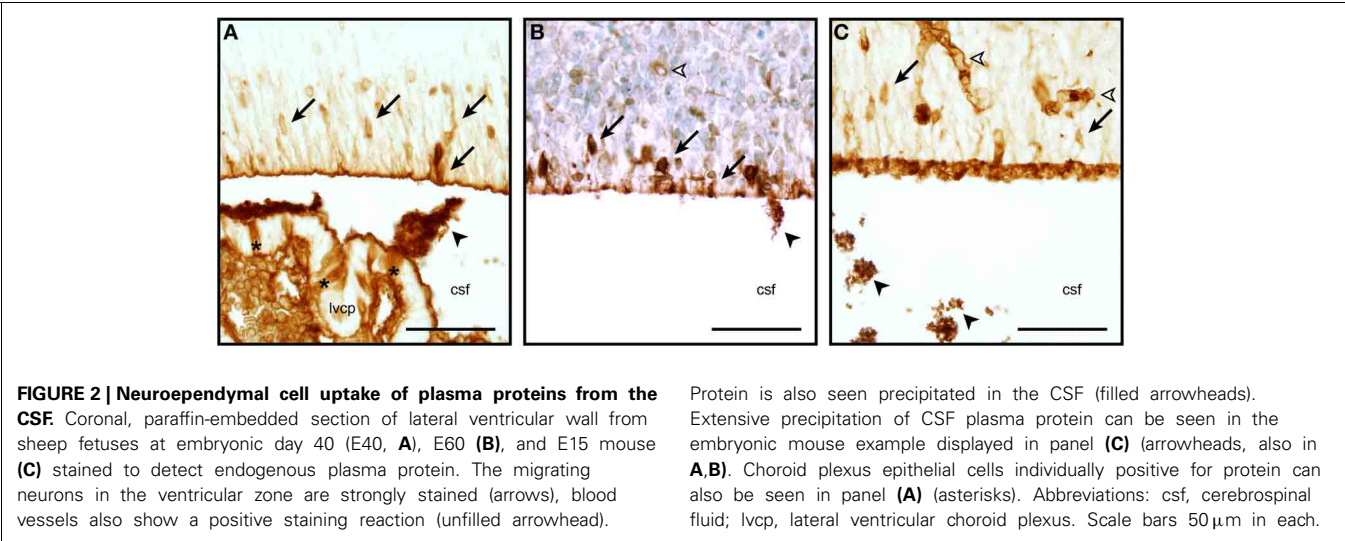 A
B
C
*
*
*
lvcp
csf
csf
csf
FIGURE 2 | Neuroependymal cell uptake of plasma proteins from the
CSF. Coronal, paraffin-embedded section of lateral ventricular wall from
sheep fetuses at embryonic day 40 (E40, A), E60 (B), and E15 mouse
(C) stained to detect endogenous plasma protein. The migrating
neurons in the ventricular zone are strongly stained (arrows), blood
vessels also show a positive staining reaction (unfilled arrowhead).
Protein is also seen precipitated in the CSF (filled arrowheads).
Extensive precipitation of CSF plasma protein can be seen in the
embryonic mouse example displayed in panel (C) (arrowheads, also in
A,B). Choroid plexus epithelial cells individually positive for protein can
also be seen in panel (A) (asterisks). Abbreviations: csf, cerebrospinal
fluid; lvcp, lateral ventricular choroid plexus. Scale bars 50 μm in each.